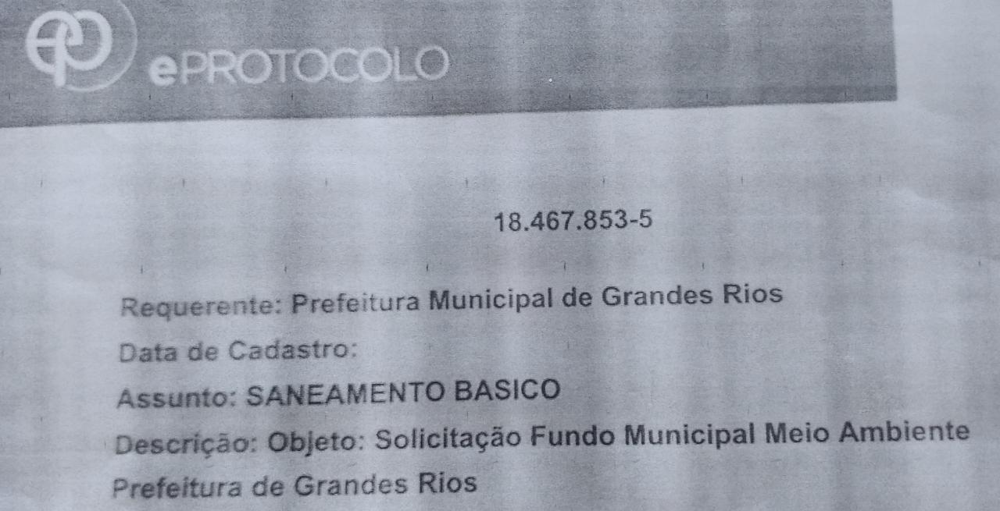 ePROTOCOLO
18.467.853-5
Requerente: Prefeitura Municipal de Grandes Rios
Data de Cadastro:
Assunto: SANEAMENTO BASICO
Descrição: Objeto: Solicitação Fundo Municipal Meio Ambiente
Prefeitura de Grandes Rios